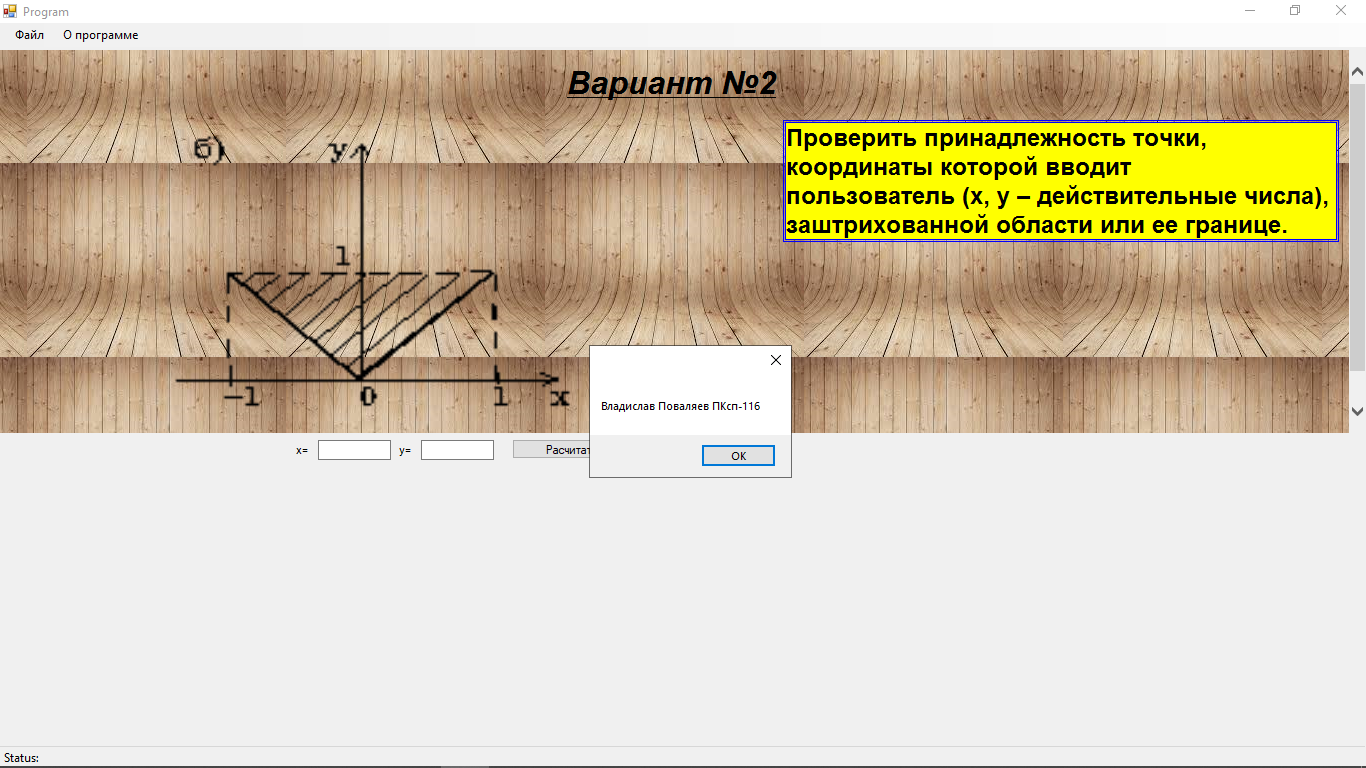 Program
Файл О программе
Вариант №2
Проверить принадлежность точки,
координаты которой вводит
пользователь (x, y – действительные числа),
заштрихованной области или ее границе.
б)
y
1
-1 0 1 x
Владислав Поваляев ПКсп-116
OK
x= y= Расчитат
Status: